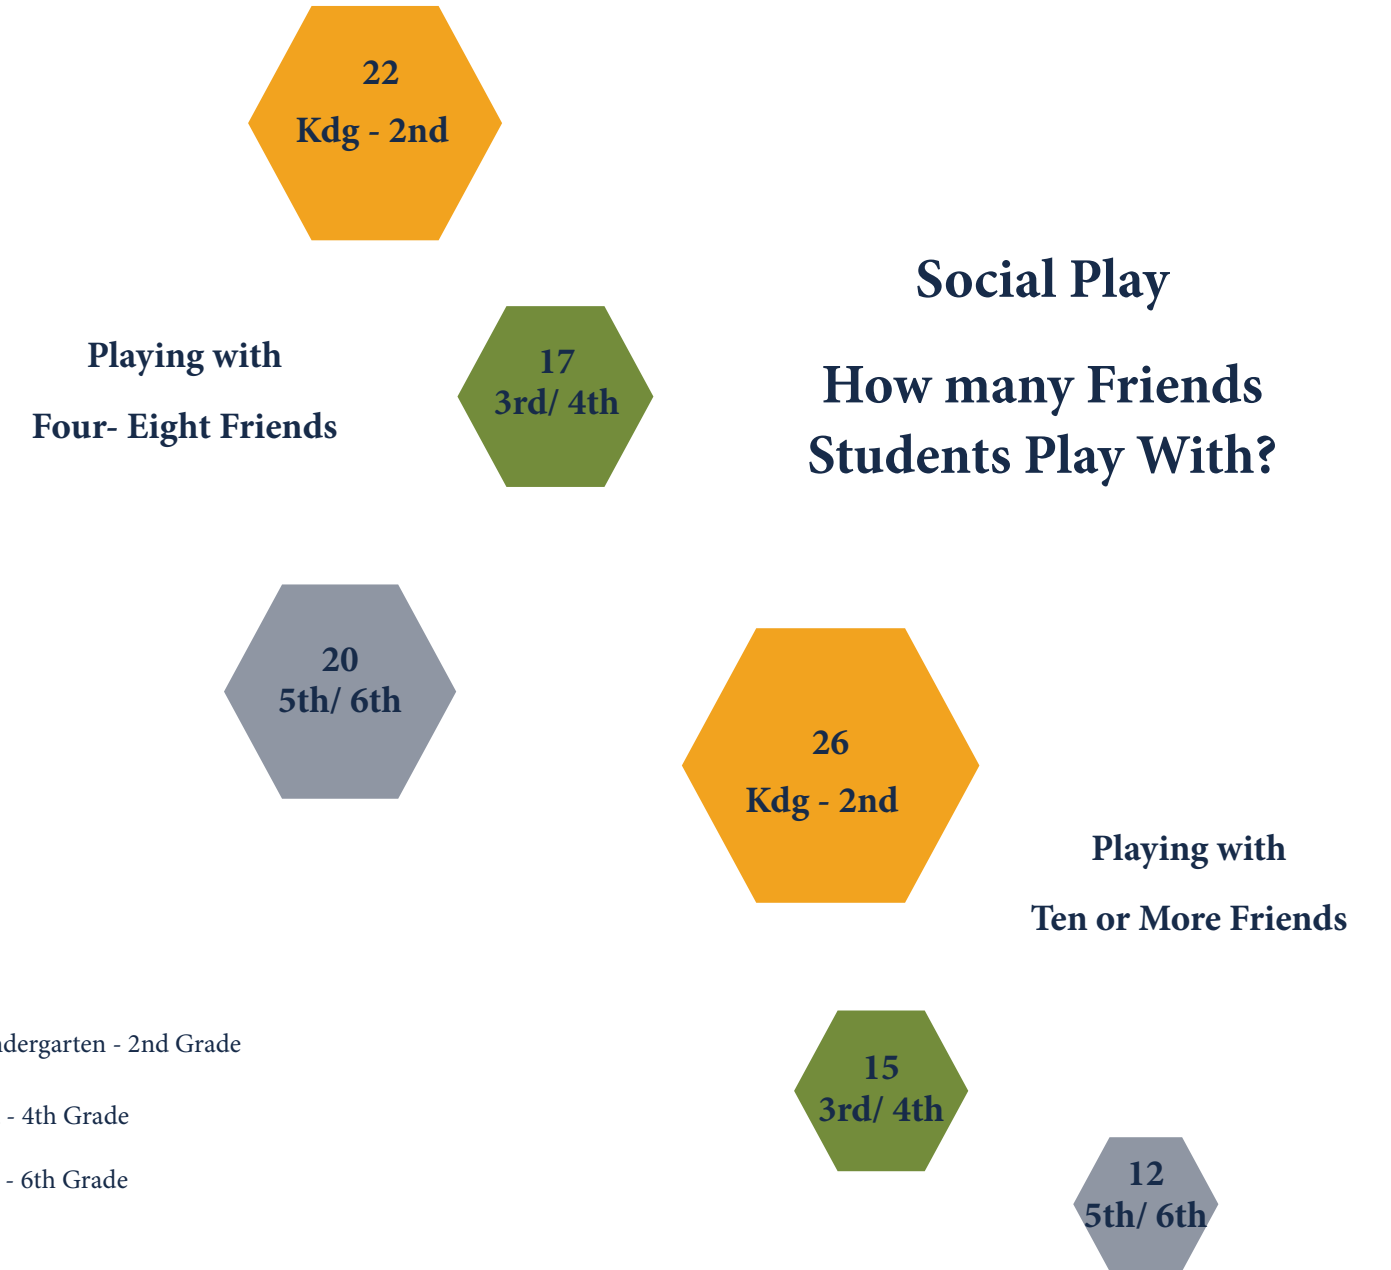 22
Kdg - 2nd
Social Play
How many Friends
Students Play With?
Playing with
Four- Eight Friends
17
3rd/ 4th
20
5th/ 6th
26
Kdg - 2nd
Playing with
Ten or More Friends
- 2nd Grade
- 4th Grade
- 6th Grade
15
3rd/ 4th
12
5th/ 6th